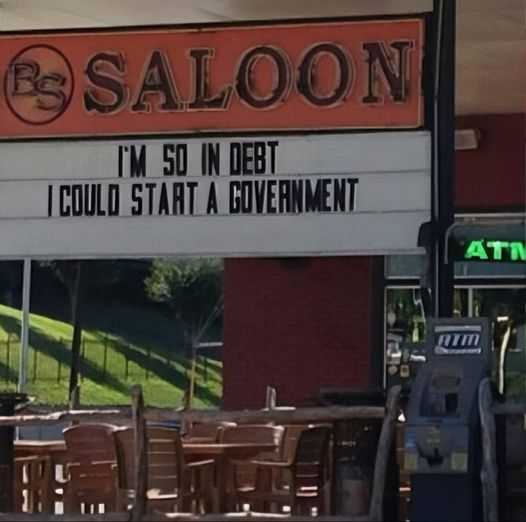 BS SALOON
I'M SO IN DEBT
I COULD START A GOVERNMENT
ATM
ATM